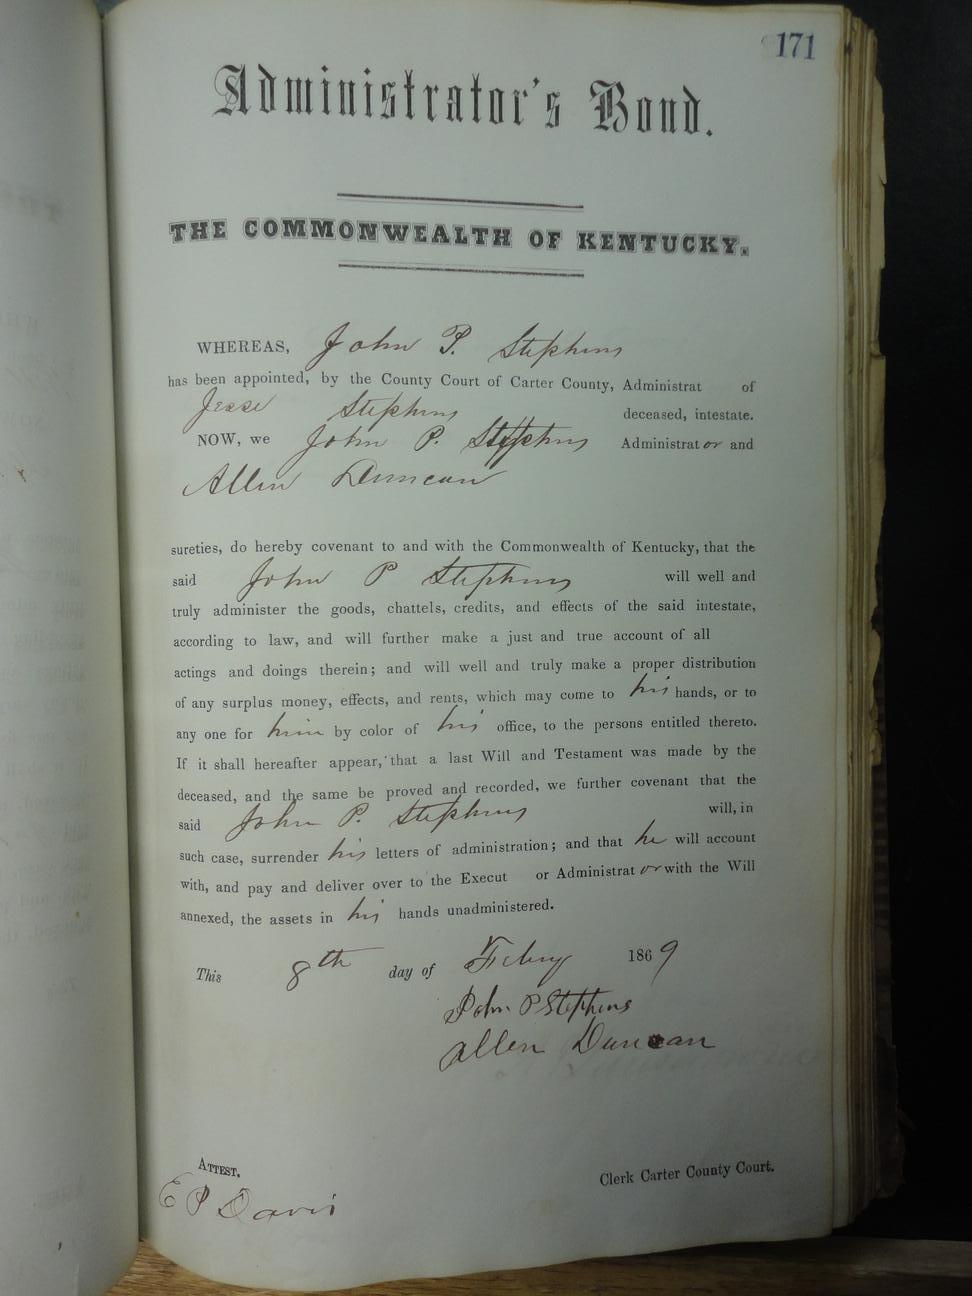 171
Administrator's Bond.
THE COMMONWEALTH OF KENTUCKY.
WHEREAS, John P. Stephens
has been appointed, by the County Court of Carter County, Administrat of
Jesse Stephens deceased, intestate.
NOW, we John P. Stephens Administrator and
Allen Duncan
sureties, do hereby covenant to and with the Commonwealth of Kentucky, that the
said John P Stephens will well and
truly administer the goods, chattels, credits, and effects of the said intestate,
according to law, and will further make a just and true account of all
actings and doings therein; and will well and truly make a proper distribution
of any surplus money, effects, and rents, which may come to his hands, or to
any one for him by color of his office, to the persons entitled thereto.
If it shall hereafter appear, that a last Will and Testament was made by the
deceased, and the same be proved and recorded, we further covenant that the
said John P. Stephens will, in
such case, surrender his letters of administration; and that he will account
with, and pay and deliver over to the Execut or Administrat or with the Will
annexed, the assets in his hands unadministered.
This 8th day of Febry 1869
John P Stephens
Allen Duncan
ATTEST.
Clerk Carter County Court.
E P Davis